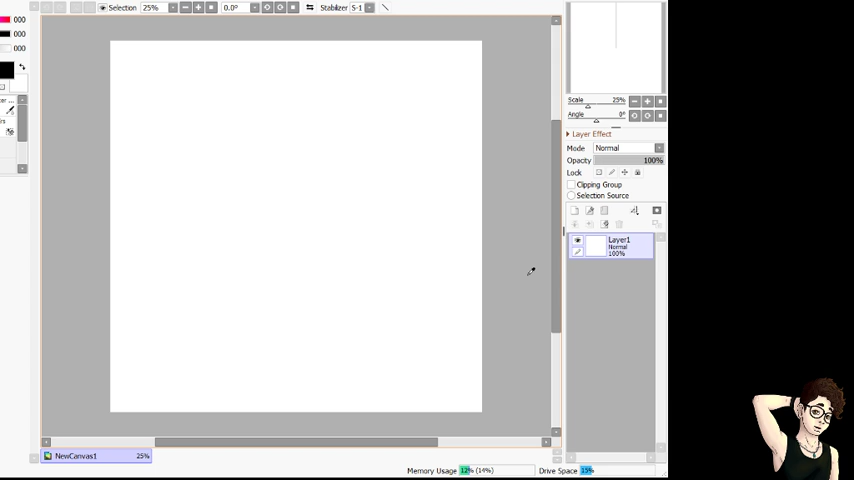 Selection 25% 0.0° Stabilizer S-1
000
000
000
Scale 25%
Angle 0°
Layer Effect
Mode Normal
Opacity 100%
Lock
Clipping Group
Selection Source
Layer1
Normal
100%
NewCanvas1 25%
Memory Usage 12% (14%) Drive Space 15%